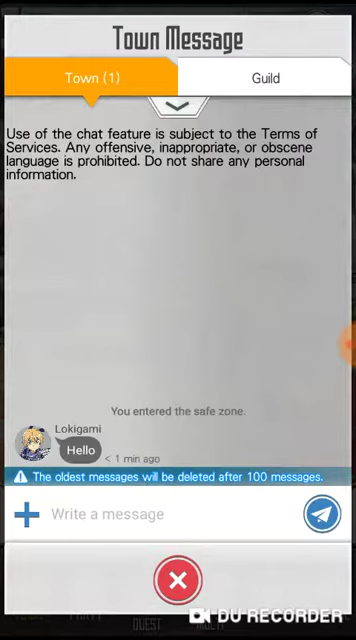 Town Message
Town (1)
Guild
Use of the chat feature is subject to the Terms of
Services. Any offensive, inappropriate, or obscene
language is prohibited. Do not share any personal
information.
You entered the safe zone.
Lokigami
Hello
< 1 min ago
The oldest messages will be deleted after 100 messages.
Write a message
QUEST
DU RECORDER